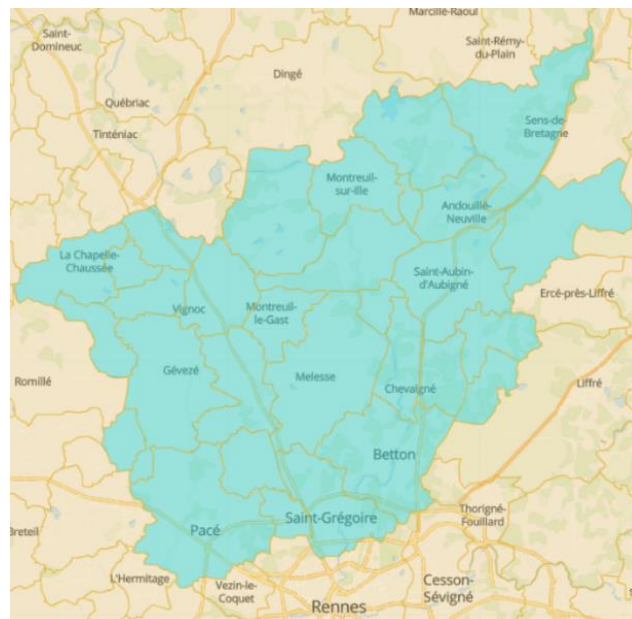 Marcillé-Raoul
Saint-
Domineuc
Saint-Rémy-
du-Plain
Dingé
Québriac
Sens-de-
Bretagne
Tinténiac
Montreuil-
sur-Ille
Andouillé-
Neuville
La Chapelle-
Chaussée
Saint-Aubin-
d'Aubigné
Ercé-près-Liffré
Vignoc
Montreuil-
le-Gast
Gévezé
Melesse
Romillé
Chevaigné
Liffré
Betton
Thorigné-
Fouillard
Saint-Grégoire
Pacé
Breteil
L'Hermitage
Vezin-le-
Coquet
Cesson-
Sévigné
Rennes